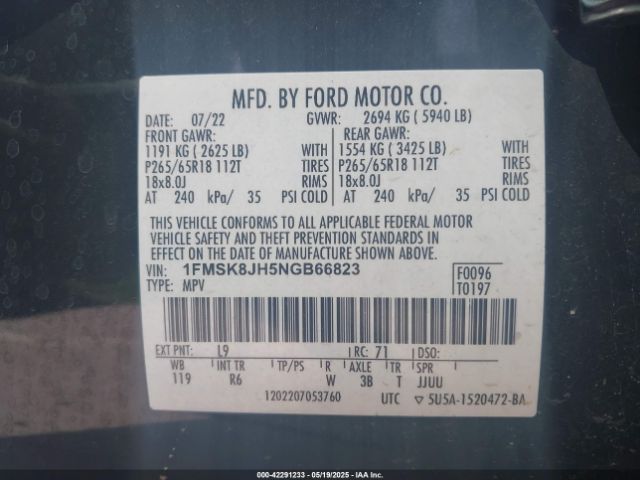 MFD. BY FORD MOTOR CO.
DATE: 07/22 GVWR: 2694 KG ( 5940 LB)
FRONT GAWR: REAR GAWR:
1191 KG ( 2625 LB) WITH 1554 KG ( 3425 LB) WITH
P265/65R18 112T TIRES P265/65R18 112T TIRES
18x8.0J RIMS 18x8.0J RIMS
AT 240 kPa/ 35 PSI COLD AT 240 kPa/ 35 PSI COLD
THIS VEHICLE CONFORMS TO ALL APPLICABLE FEDERAL MOTOR
VEHICLE SAFETY AND THEFT PREVENTION STANDARDS IN
EFFECT ON THE DATE OF MANUFACTURE SHOWN ABOVE.
VIN: 1FMSK8JH5NGB66823 F0096
TYPE: MPV T0197
EXT PNT: L9 RC: 71 DSO:
WB INT TR TP/PS R AXLE TR SPR
119 R6 W 3B T JJUU
1202207053760 UTC ▽ 5U5A-1520472-BA
000-42291233 - 05/19/2025 - IAA Inc.